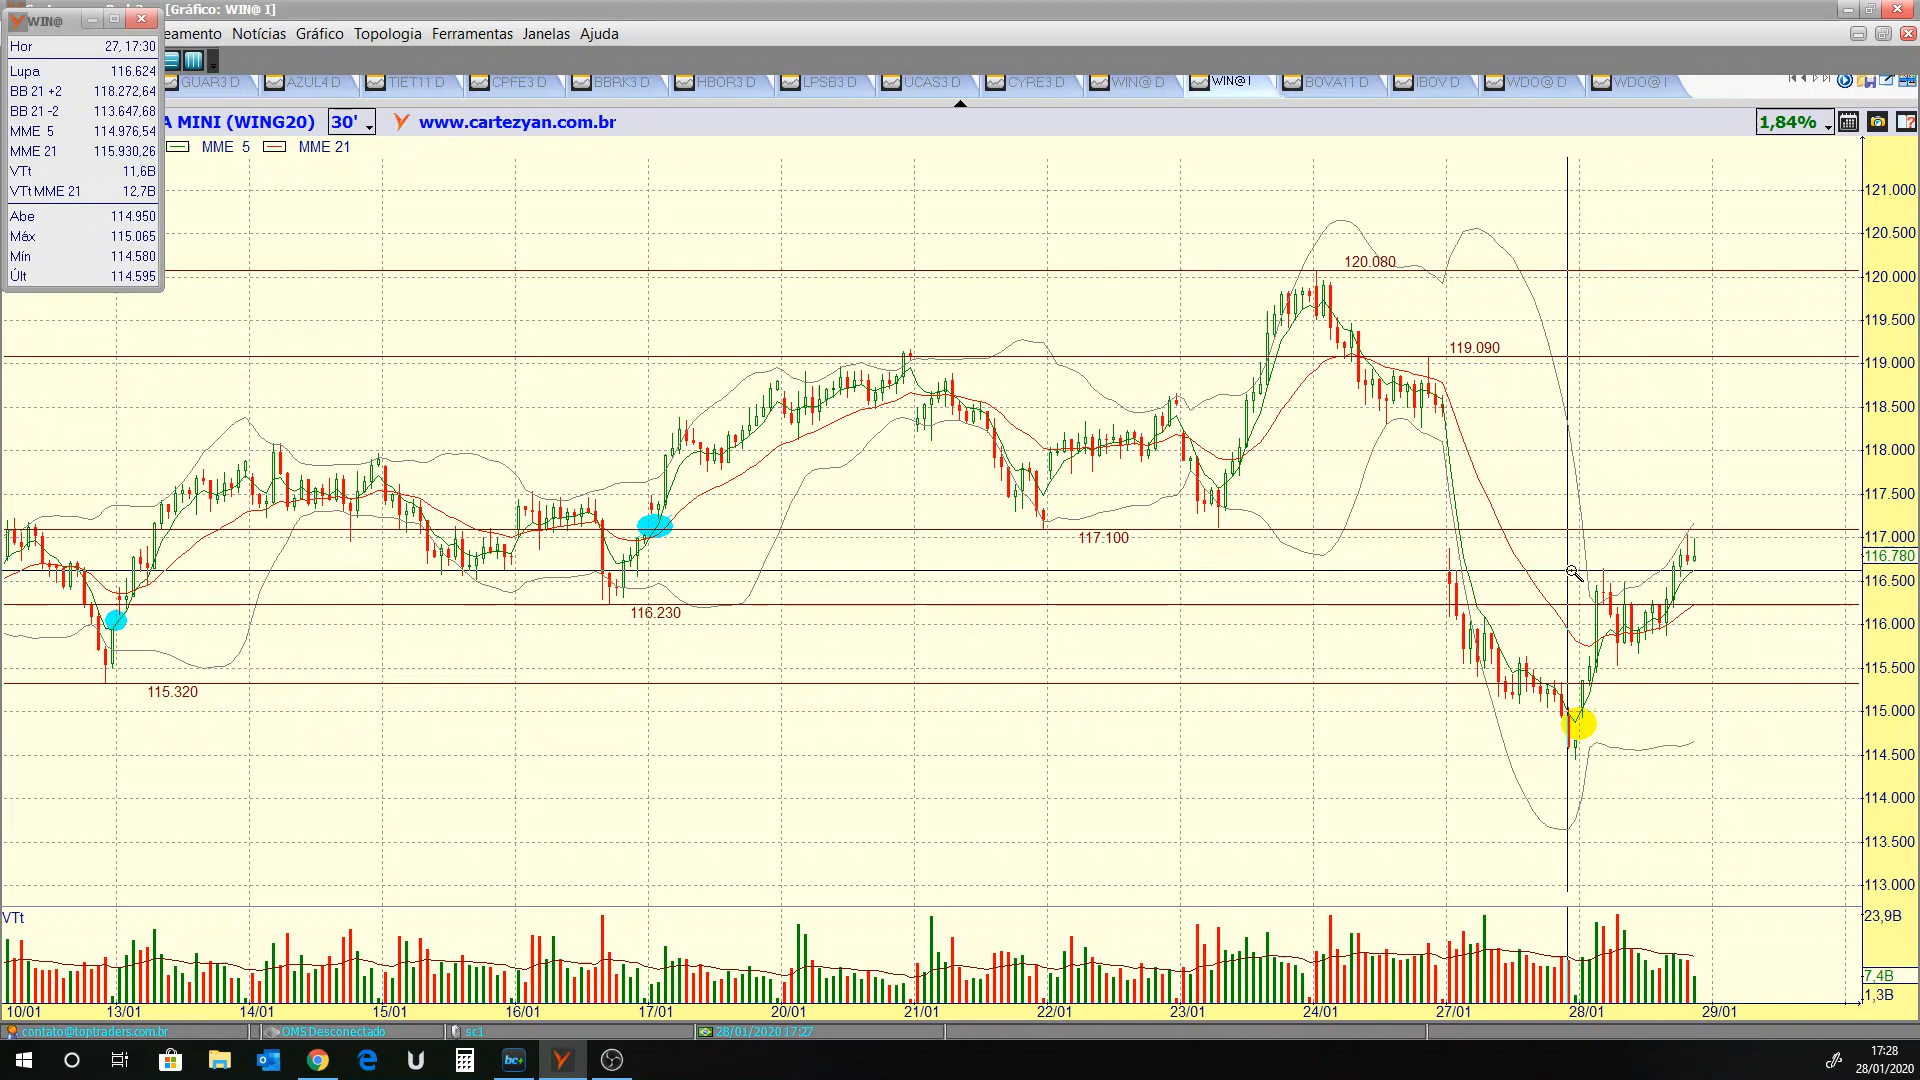 [Gráfico: WIN@ I]
WIN@
eamento Notícias Gráfico Topologia Ferramentas Janelas Ajuda
Hor 27, 17:30
Lupa 116.624
BB 21 +2 118.272,64
BB 21 -2 113.647,68
MME 5 114.976,54
MME 21 115.930,26
VTt 11,6B
VTt MME 21 12,7B
Abe 114.950
Máx 115.065
Mín 114.580
Últ 114.595
GUAR3 D AZUL4 D TIET11 D CPFE3 D BBRK3 D HBOR3 D LPSB3 D UCAS3 D CYRE3 D WIN@ D WIN@ I BOVA11 D IBOV D WDO@ D WDO@ I
A MINI (WING20) 30' www.cartezyan.com.br 1,84%
MME 5 MME 21
121.000
120.500
120.080
120.000
119.500
119.090
119.000
118.500
118.000
117.500
117.100
117.000
116.780
116.500
116.230
116.000
115.500
115.320
115.000
114.500
114.000
113.500
113.000
VTt
23,9B
7,4B
1,3B
10/01 13/01 14/01 15/01 16/01 17/01 20/01 21/01 22/01 23/01 24/01 27/01 28/01 29/01
contato@toptraders.com.br OMS Desconectado sc1 28/01/2020 17:27
bc+
17:28
28/01/2020